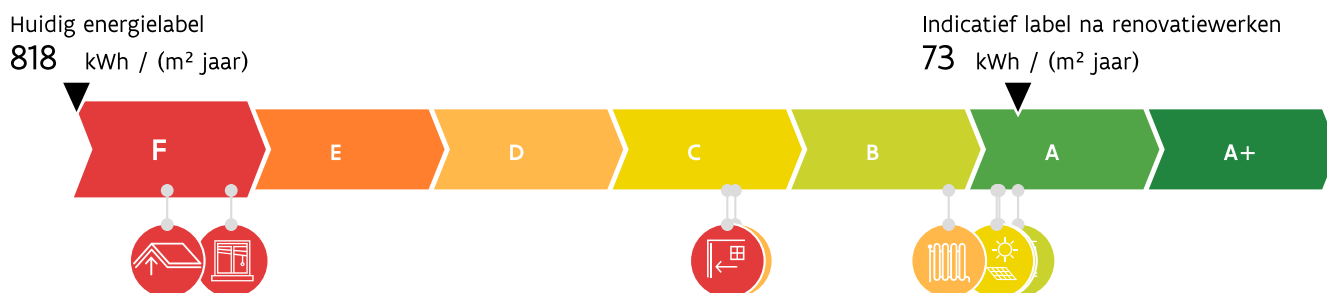 Huidig energielabel
818 kWh / (m² jaar)
Indicatief label na renovatiewerken
73 kWh / (m² jaar)
F E D C B A A+